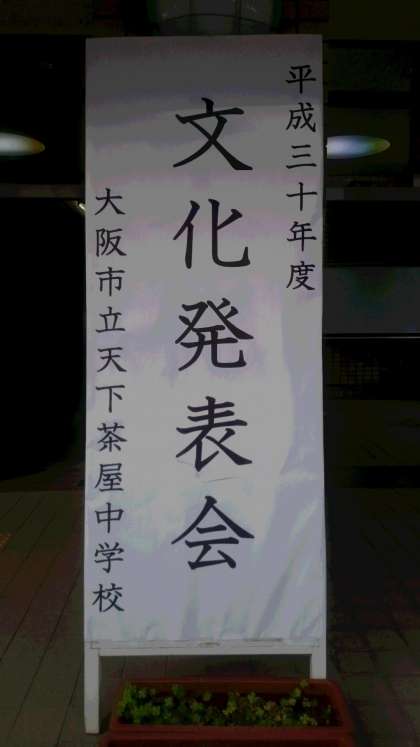 平成三十年度
文化発表会
大阪市立天下茶屋中学校